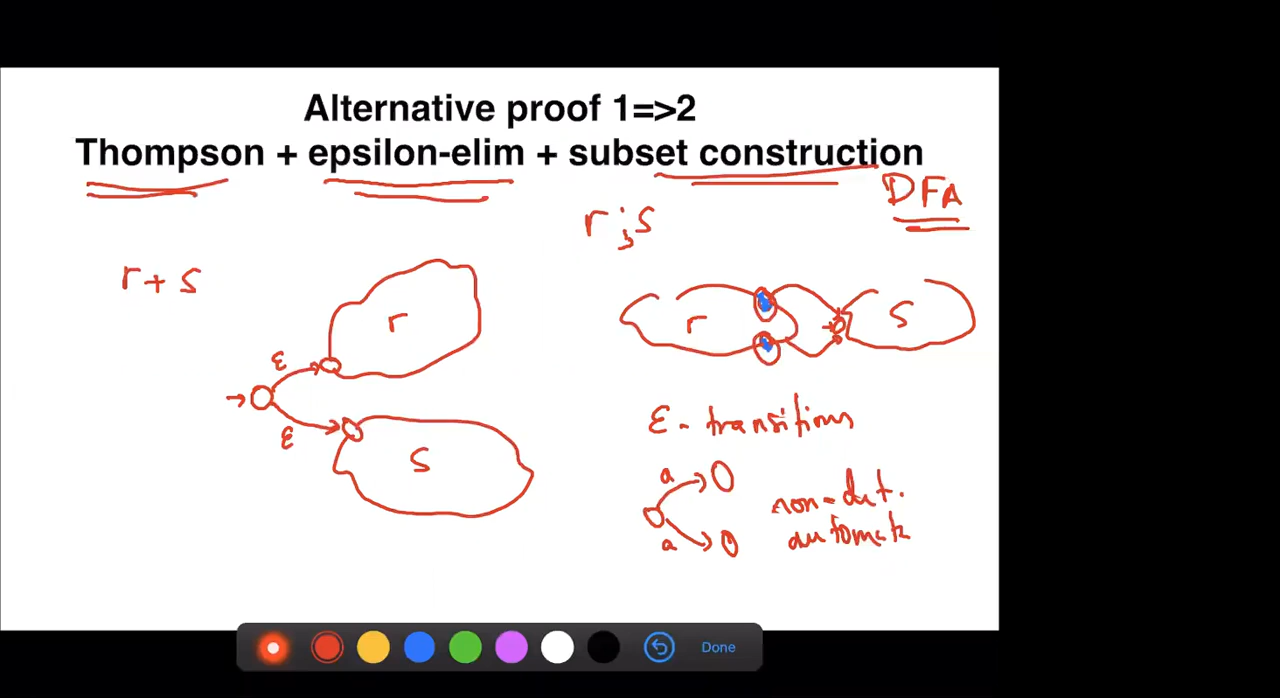 Alternative proof 1=>2
Thompson + epsilon-elim + subset construction
DFA
r;s
r + s
r
r
s
ε
ε
s
ε - transitions
a
a
non-det.
automata
Done